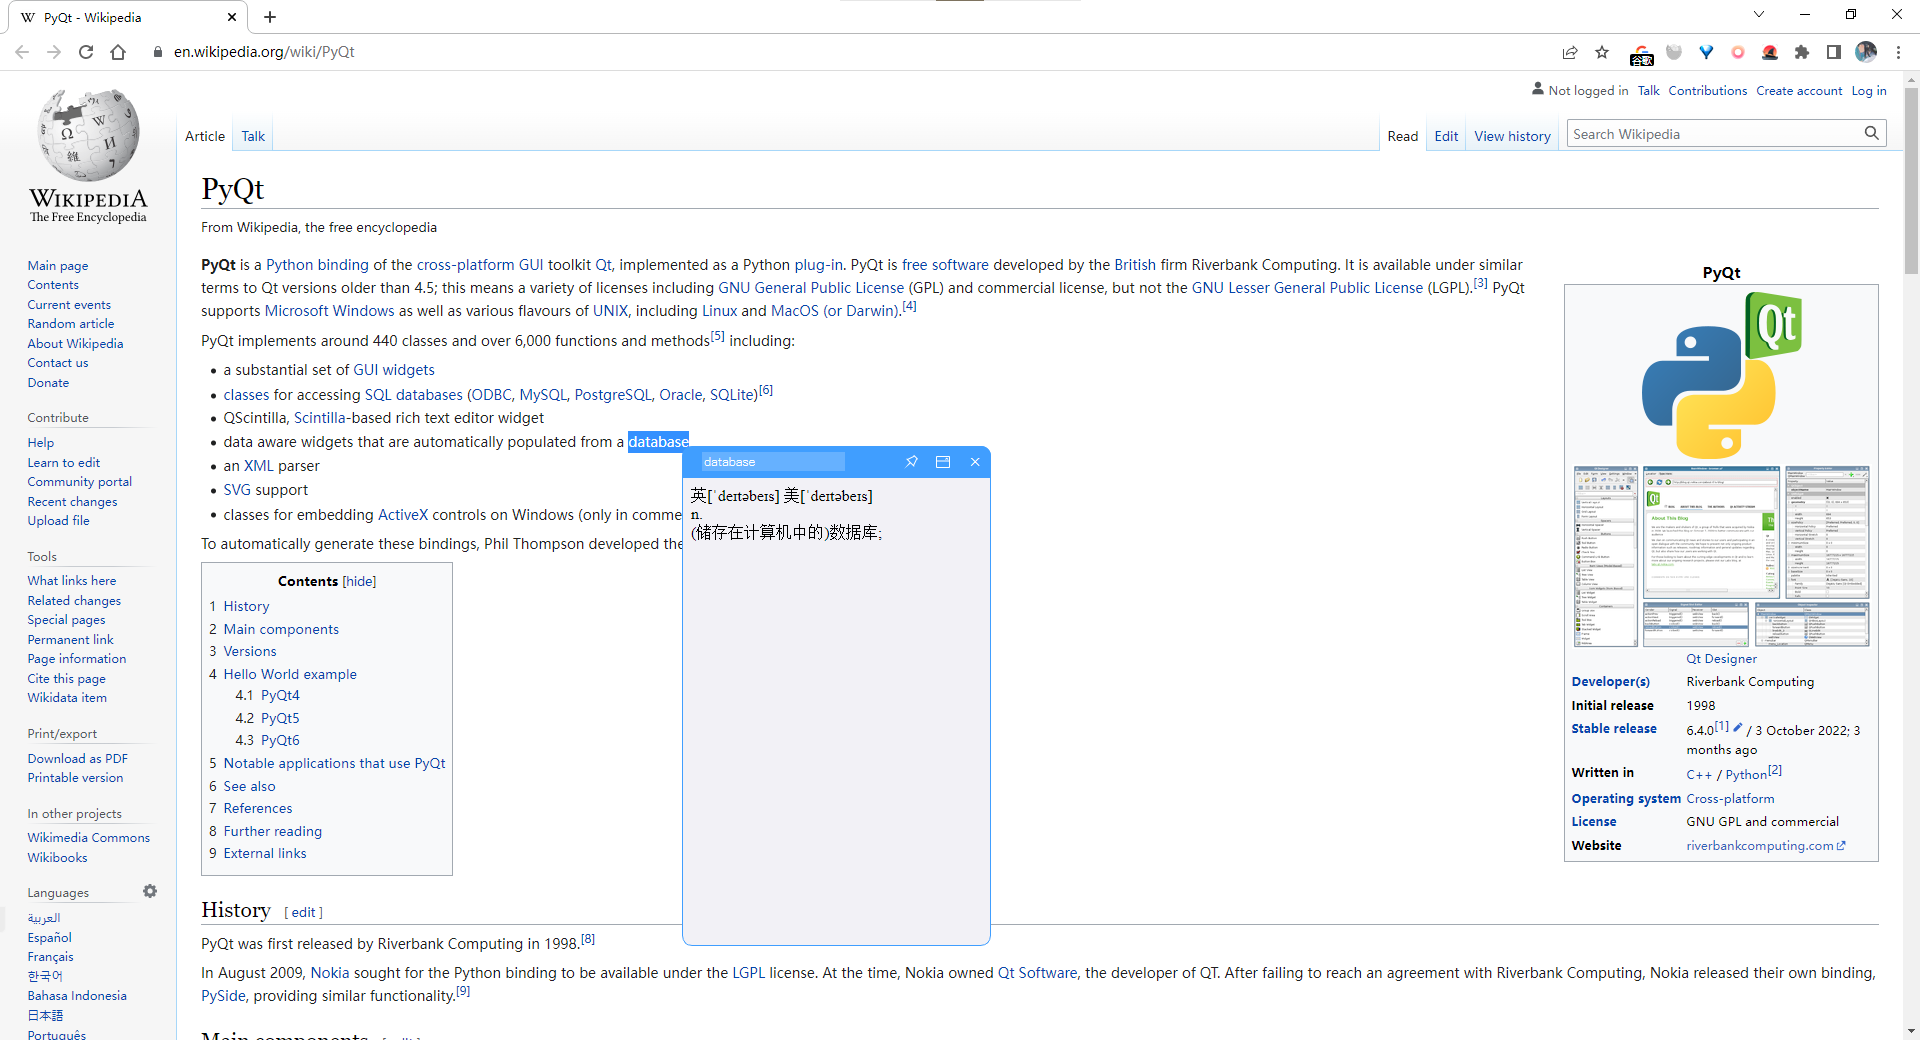 PyQt - Wikipedia
en.wikipedia.org/wiki/PyQt
谷歌
Not logged in Talk Contributions Create account Log in
Article Talk Read Edit View history Search Wikipedia
WIKIPEDIA
The Free Encyclopedia
Main page
Contents
Current events
Random article
About Wikipedia
Contact us
Donate
Contribute
Help
Learn to edit
Community portal
Recent changes
Upload file
Tools
What links here
Related changes
Special pages
Permanent link
Page information
Cite this page
Wikidata item
Print/export
Download as PDF
Printable version
In other projects
Wikimedia Commons
Wikibooks
Languages
العربية
Español
Français
한국어
Bahasa Indonesia
日本語
Português
PyQt
From Wikipedia, the free encyclopedia
PyQt is a Python binding of the cross-platform GUI toolkit Qt, implemented as a Python plug-in. PyQt is free software developed by the British firm Riverbank Computing. It is available under similar
terms to Qt versions older than 4.5; this means a variety of licenses including GNU General Public License (GPL) and commercial license, but not the GNU Lesser General Public License (LGPL).[3] PyQt
supports Microsoft Windows as well as various flavours of UNIX, including Linux and MacOS (or Darwin).[4]
PyQt implements around 440 classes and over 6,000 functions and methods[5] including:
• a substantial set of GUI widgets
• classes for accessing SQL databases (ODBC, MySQL, PostgreSQL, Oracle, SQLite)[6]
• QScintilla, Scintilla-based rich text editor widget
• data aware widgets that are automatically populated from a database
• an XML parser
• SVG support
• classes for embedding ActiveX controls on Windows (only in comme
To automatically generate these bindings, Phil Thompson developed the
database
英[ˈdeɪtəbeɪs] 美[ˈdeɪtəbeɪs]
n.
(储存在计算机中的)数据库;
Contents [hide]
1 History
2 Main components
3 Versions
4 Hello World example
4.1 PyQt4
4.2 PyQt5
4.3 PyQt6
5 Notable applications that use PyQt
6 See also
7 References
8 Further reading
9 External links
PyQt
Qt
Qt
About This Blog
Qt Designer
Developer(s) Riverbank Computing
Initial release 1998
Stable release 6.4.0[1] / 3 October 2022; 3
months ago
Written in C++ / Python[2]
Operating system Cross-platform
License GNU GPL and commercial
Website riverbankcomputing.com
History [ edit ]
PyQt was first released by Riverbank Computing in 1998.[8]
In August 2009, Nokia sought for the Python binding to be available under the LGPL license. At the time, Nokia owned Qt Software, the developer of QT. After failing to reach an agreement with Riverbank Computing, Nokia released their own binding,
PySide, providing similar functionality.[9]
Main components [ edit ]